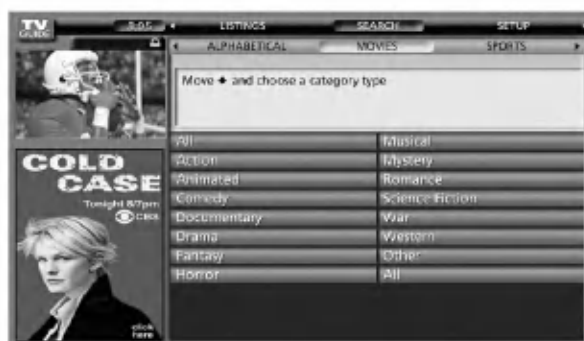 TV GUIDE
LISTINGS SEARCH SETUP
ALPHABETICAL MOVIES SPORTS
Move and choose a category type
All Musical
Action Mystery
Animated Romance
Comedy Science Fiction
Documentary War
Drama Western
Fantasy Other
Horror All
COLD CASE
Tonight 8/7pm
CBS
click here